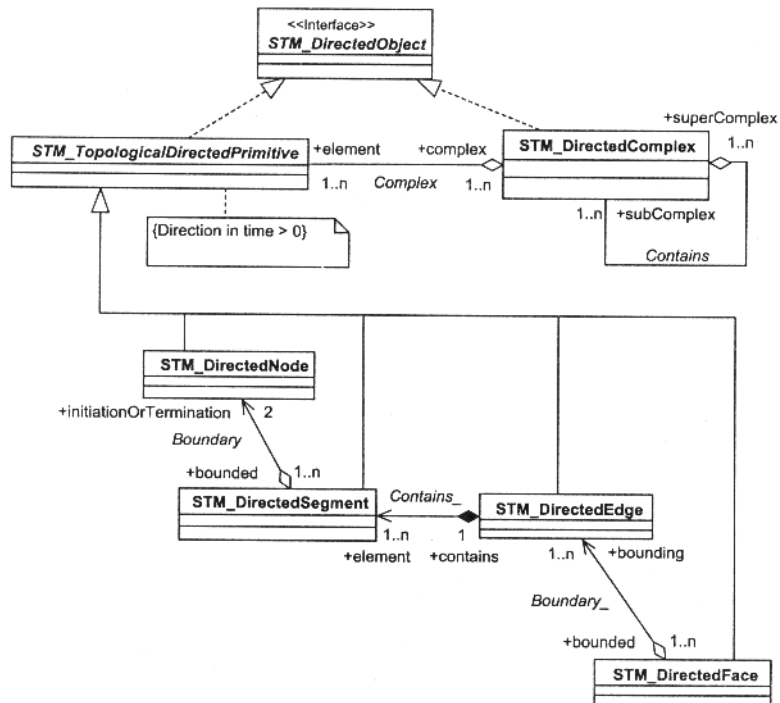 <<Interface>>
STM_DirectedObject
+superComplex
STM_TopologicalDirectedPrimitive
+element
+complex
STM_DirectedComplex
1..n
1..n
Complex
1..n
1..n
+subComplex
{Direction in time > 0}
Contains
STM_DirectedNode
+initiationOrTermination
2
Boundary
+bounded
1..n
STM_DirectedSegment
Contains_
STM_DirectedEdge
1..n
1
+element
+contains
1..n
+bounding
Boundary_
+bounded
1..n
STM_DirectedFace